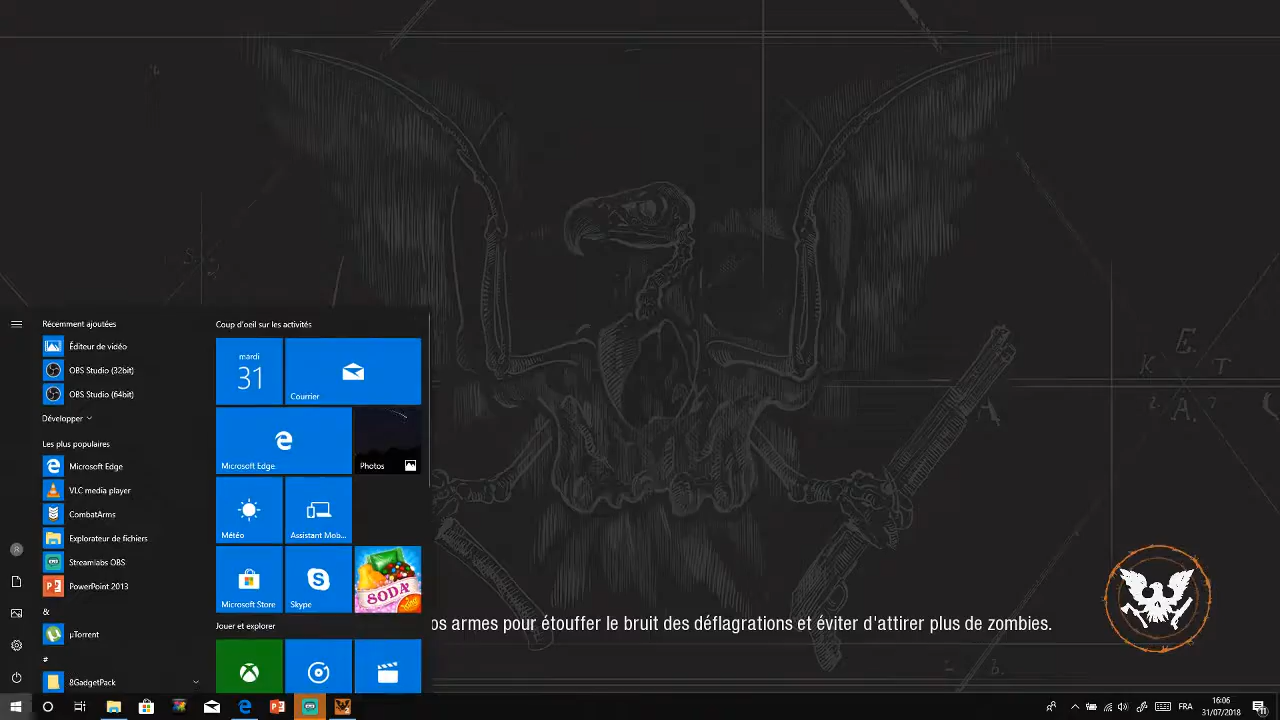 Récemment ajoutées
Éditeur de vidéo
OBS Studio (32bit)
OBS Studio (64bit)
Développer
Les plus populaires
Microsoft Edge
VLC media player
CombatArms
Explorateur de fichiers
Streamlabs OBS
PowerPoint 2013
&
µTorrent
#
8GadgetPack
Coup d'oeil sur les activités
mardi
31
Courrier
Microsoft Edge
Photos
Météo
Assistant Mob...
Microsoft Store
Skype
SODA
Jouer et explorer
os armes pour étouffer le bruit des déflagrations et éviter d'attirer plus de zombies.
K E T
A
A.
b.
FRA
16:06
31/07/2018